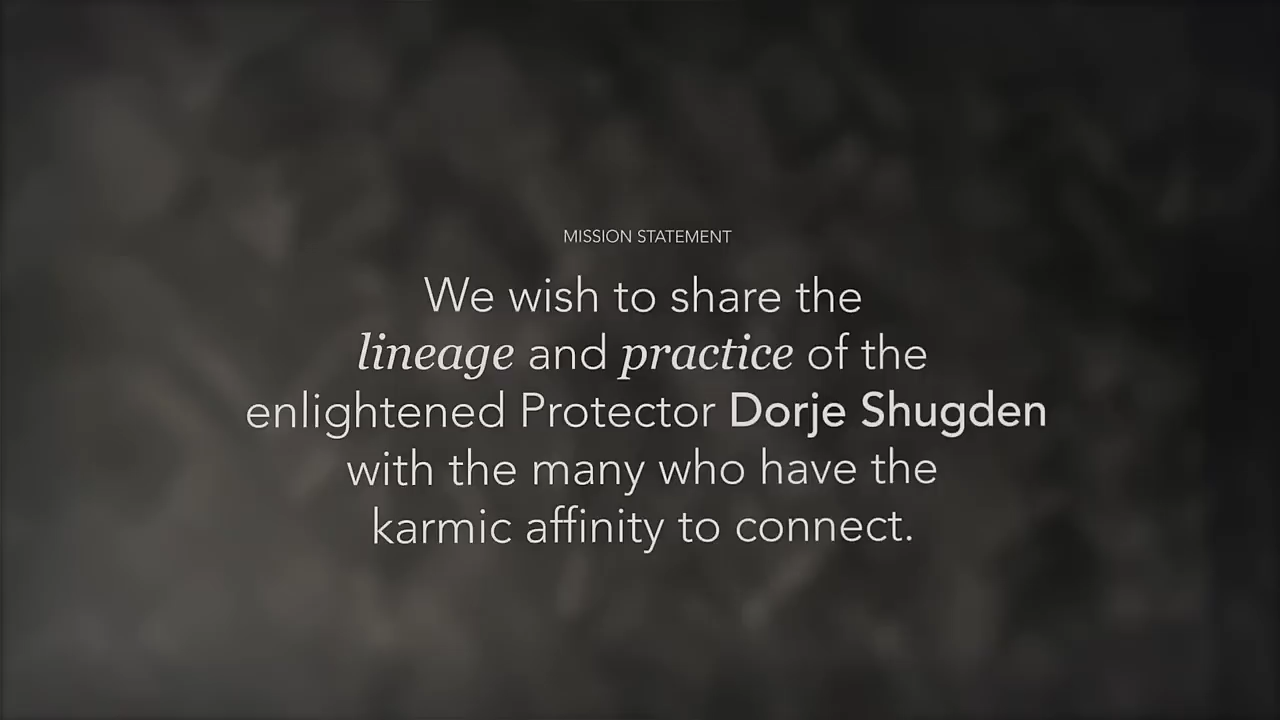 MISSION STATEMENT
We wish to share the
lineage and practice of the
enlightened Protector Dorje Shugden
with the many who have the
karmic affinity to connect.